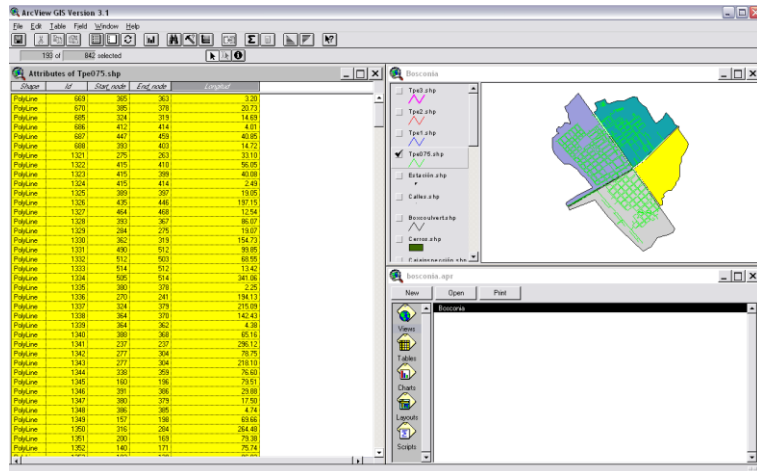 ArcView GIS Version 3.1
File Edit Table Field Window Help
193 of 842 selected
Attributes of Tpe075.shp
Shape Id Start_node End_node Longitud
PolyLine 669 365 363 3.20
PolyLine 670 385 378 20.73
PolyLine 685 324 319 14.69
PolyLine 686 412 414 4.01
PolyLine 687 447 459 40.85
PolyLine 688 393 403 14.72
PolyLine 1321 275 263 33.10
PolyLine 1322 415 410 56.05
PolyLine 1323 415 399 40.08
PolyLine 1324 415 414 2.49
PolyLine 1325 389 397 19.05
PolyLine 1326 435 446 197.15
PolyLine 1327 464 468 12.54
PolyLine 1328 393 367 86.07
PolyLine 1329 284 275 19.07
PolyLine 1330 362 319 154.73
PolyLine 1331 490 512 99.85
PolyLine 1332 512 503 68.55
PolyLine 1333 514 512 13.42
PolyLine 1334 505 514 341.06
PolyLine 1335 380 378 2.25
PolyLine 1336 270 241 194.13
PolyLine 1337 324 379 215.09
PolyLine 1338 364 370 142.43
PolyLine 1339 364 362 4.38
PolyLine 1340 380 368 65.16
PolyLine 1341 237 237 296.12
PolyLine 1342 277 304 78.75
PolyLine 1343 277 304 218.10
PolyLine 1344 338 359 76.60
PolyLine 1345 160 196 79.51
PolyLine 1346 391 386 29.88
PolyLine 1347 380 379 17.50
PolyLine 1348 386 385 4.74
PolyLine 1349 157 198 69.66
PolyLine 1350 316 284 264.48
PolyLine 1351 200 169 79.38
PolyLine 1352 140 171 75.74
Bosconia
Tpe3.shp
Tpe2.shp
Tpe1.shp
Tpe075.shp
Estación.shp
Calles.shp
Boscoulvert.shp
Cerros.shp
bosconia.apr
New Open Print
Bosconia
Views
Tables
Charts
Layouts
Scripts